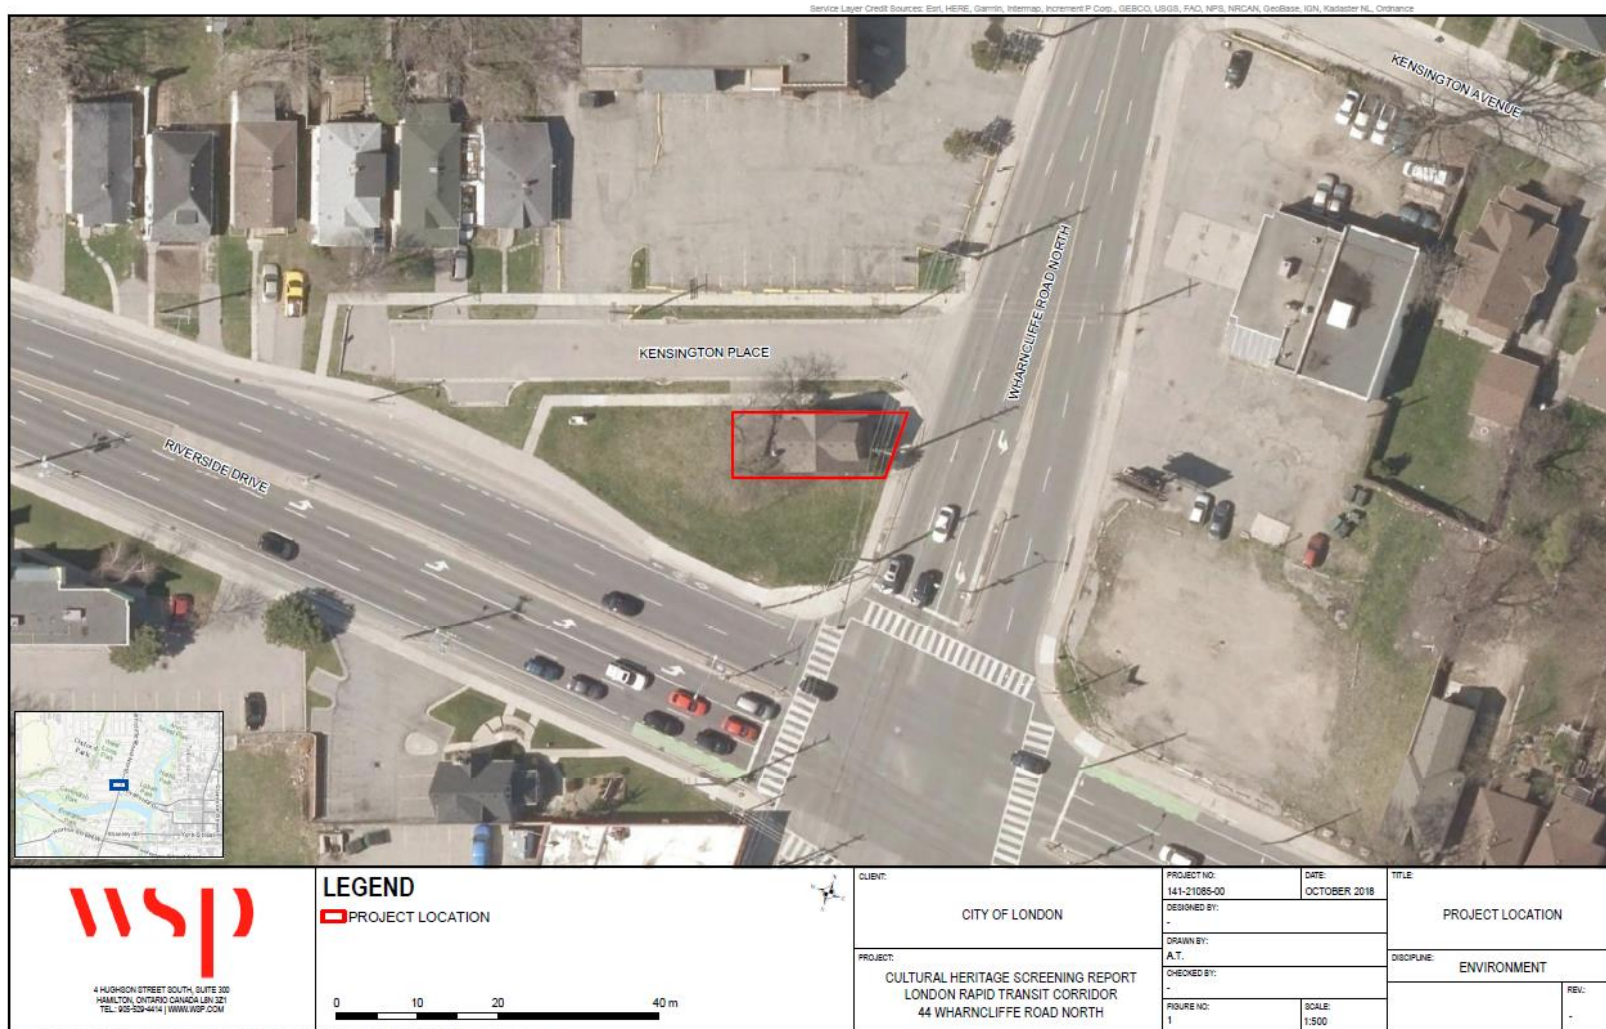 Service Layer Credit Sources: Esri, HERE, Garmin, Intermap, Increment P Corp., GEBCO, USGS, FAO, NPS, NRCAN, GeoBase, IGN, Kadaster NL, Ordnance
KENSINGTON AVENUE
WHARNCLIFFE ROAD NORTH
KENSINGTON PLACE
RIVERSIDE DRIVE
wsp
4 HUGHSON STREET SOUTH, SUITE 300
HAMILTON, ONTARIO CANADA L8N 3Z1
TEL.: 905-529-4414 | WWW.WSP.COM
LEGEND
PROJECT LOCATION
0 10 20 40 m
CLIENT:
CITY OF LONDON
PROJECT:
CULTURAL HERITAGE SCREENING REPORT
LONDON RAPID TRANSIT CORRIDOR
44 WHARNCLIFFE ROAD NORTH
PROJECT NO:
141-21085-00
DATE:
OCTOBER 2018
DESIGNED BY:
-
DRAWN BY:
A.T.
CHECKED BY:
-
FIGURE NO:
1
SCALE:
1:500
TITLE:
PROJECT LOCATION
DISCIPLINE:
ENVIRONMENT
REV.:
-